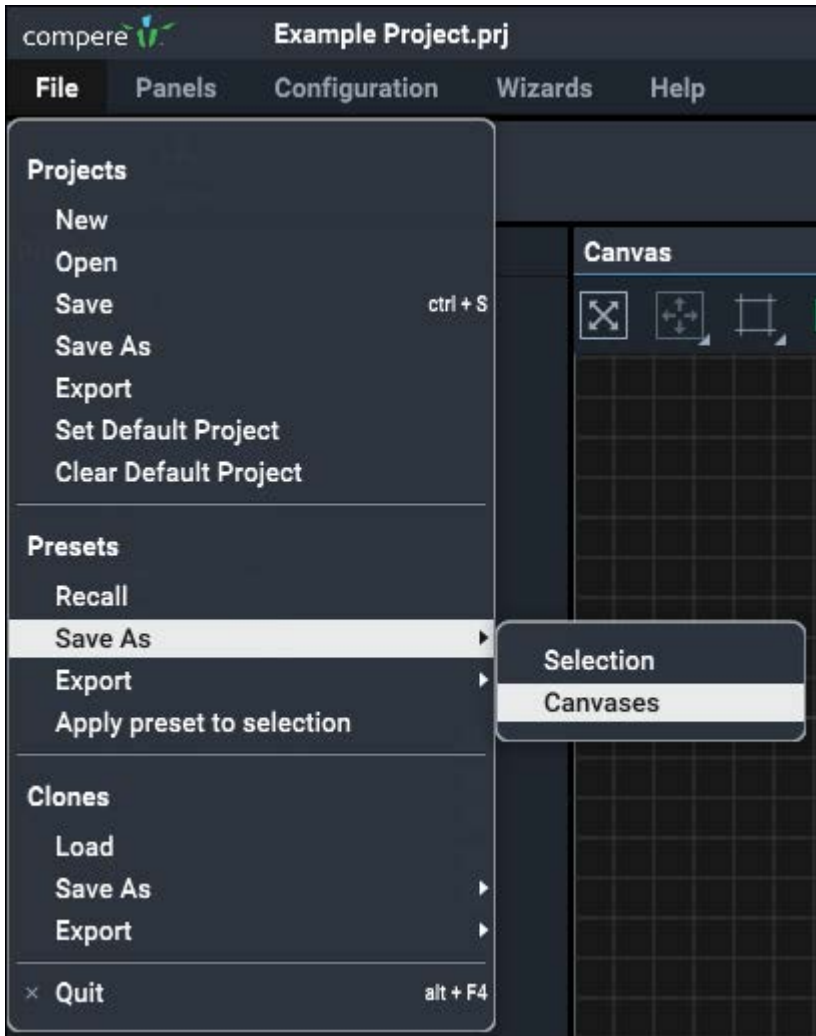 compere Example Project.prj
File Panels Configuration Wizards Help
Projects
New
Open
Save ctrl + S
Save As
Export
Set Default Project
Clear Default Project
Presets
Recall
Save As
Export
Apply preset to selection
Clones
Load
Save As
Export
× Quit alt + F4
Canvas
Selection
Canvases